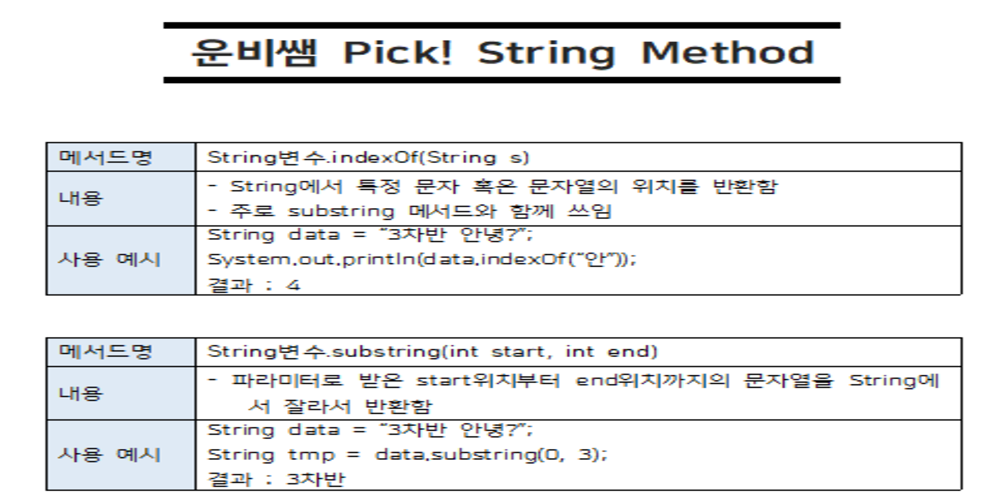 운비쌤 Pick! String Method
메서드명 String변수.indexOf(String s)
내용 - String에서 특정 문자 혹은 문자열의 위치를 반환함
- 주로 substring 메서드와 함께 쓰임
사용 예시 String data = “3차반 안녕?”;
System.out.println(data.indexOf(“안”));
결과 : 4
메서드명 String변수.substring(int start, int end)
내용 - 파라미터로 받은 start위치부터 end위치까지의 문자열을 String에
서 잘라서 반환함
사용 예시 String data = “3차반 안녕?”;
String tmp = data.substring(0, 3);
결과 : 3차반